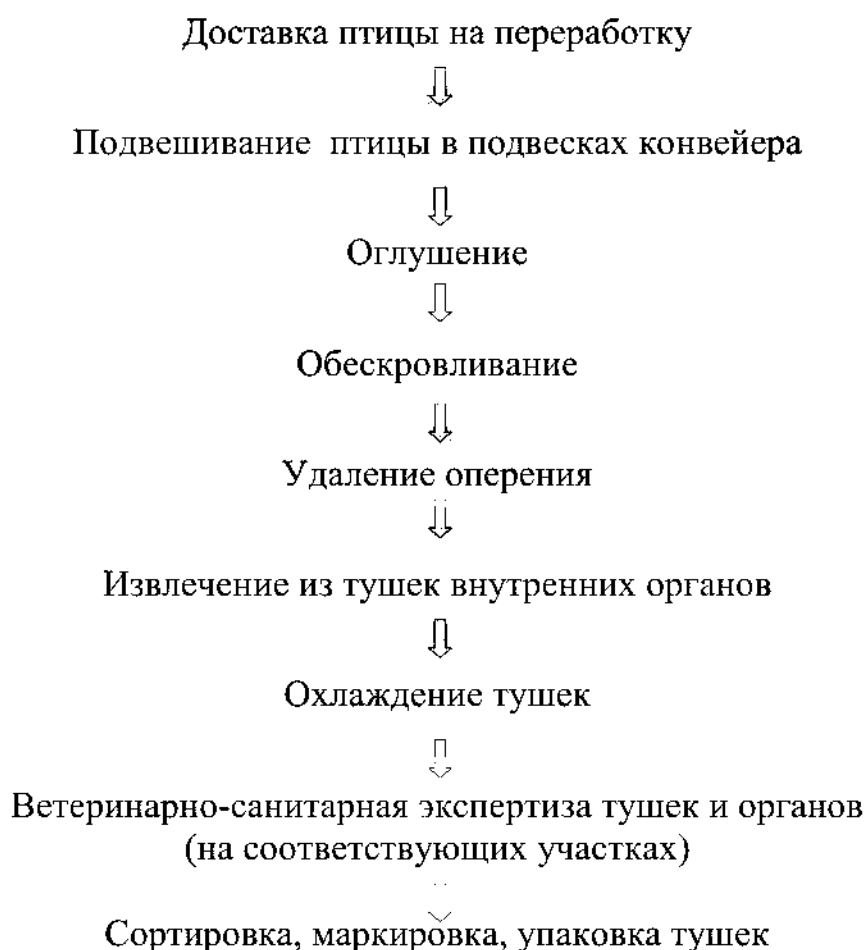 Доставка птицы на переработку
Подвешивание птицы в подвесках конвейера
Оглушение
Обескровливание
Удаление оперения
Извлечение из тушек внутренних органов
Охлаждение тушек
Ветеринарно-санитарная экспертиза тушек и органов
(на соответствующих участках)
Сортировка, маркировка, упаковка тушек